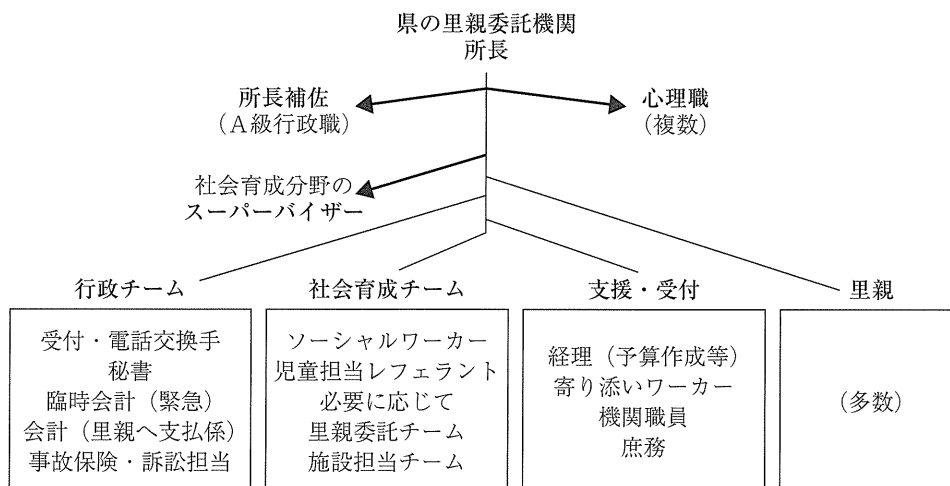 県の里親委託機関
所長
所長補佐
（A級行政職）
心理職
（複数）
社会育成分野の
スーパーバイザー
行政チーム
受付・電話交換手
秘書
臨時会計（緊急）
会計（里親へ支払係）
事故保険・訴訟担当
社会育成チーム
ソーシャルワーカー
児童担当レフェラント
必要に応じて
里親委託チーム
施設担当チーム
支援・受付
経理（予算作成等）
寄り添いワーカー
機関職員
庶務
里親
（多数）